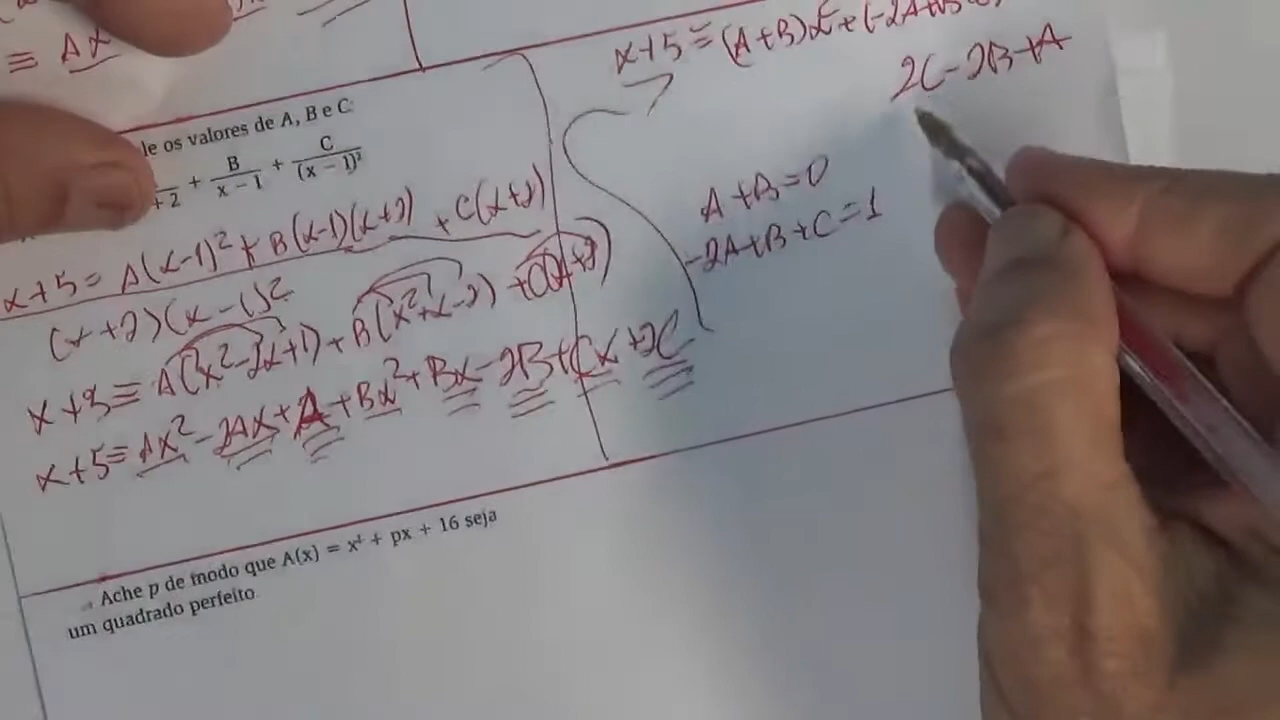 ≡ Ax
le os valores de A, B e C:
+2 + B/(x − 1) + C/(x − 1)²
x+5 = A(x-1)² + B(x-1)(x+2) + C(x+2)
(x+2)(x-1)²
x+5 ≡ A(x²-2x+1) + B(x²+x-2) + C(x+2)
x+5 ≡ Ax² - 2Ax + A + Bx² + Bx - 2B + Cx + 2C
x+5 ≡ (A+B)x² + (-2A+B
2C - 2B + A
A+B=0
-2A+B+C=1
Ache p de modo que A(x) = x⁴ + px + 16 seja
um quadrado perfeito